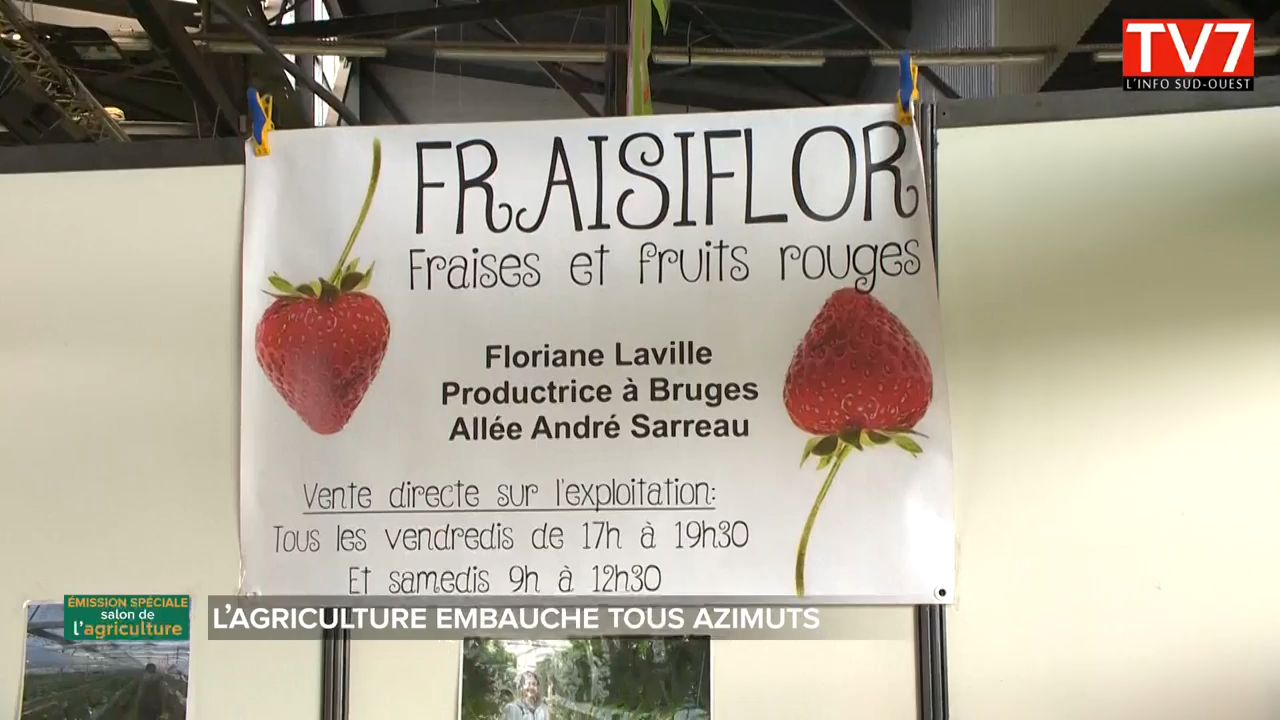 TV7
L'INFO SUD-OUEST
FRAISIFLOR
Fraises et fruits rouges
Floriane Laville
Productrice à Bruges
Allée André Sarreau
Vente directe sur l'exploitation:
Tous les vendredis de 17h à 19h30
Et samedis 9h à 12h30
ÉMISSION SPÉCIALE
salon de
l'agriculture
L'AGRICULTURE EMBAUCHE TOUS AZIMUTS